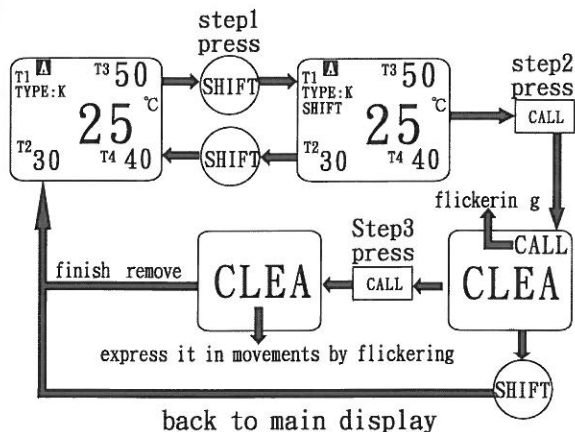 step1
press
T1 A T3 50
TYPE:K
25 ℃
T2 30 T4 40
SHIFT
SHIFT
T1 A T3 50
TYPE:K
SHIFT
25 ℃
T2 30 T4 40
step2
press
CALL
flickerin g
CALL
CLEA
Step3
press
CALL
CLEA
finish remove
express it in movements by flickering
SHIFT
back to main display